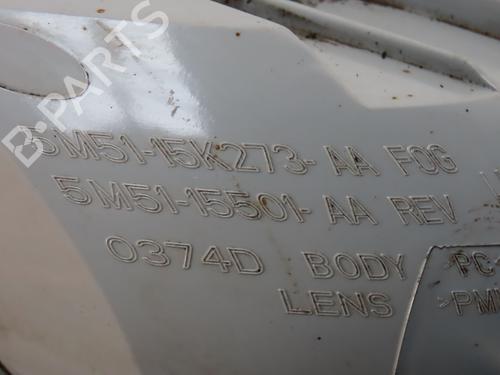 B-PARTS
5M51-15K273-AA FOG
5M51-15501-AA REV
0374D BODY PC
LENS >PM